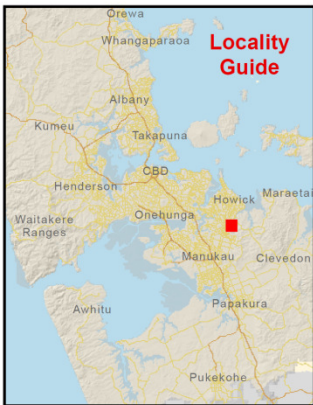 Orewa
Whangaparaoa
Locality
Guide
Albany
Kumeu
Takapuna
CBD
Henderson
Howick
Maraetai
Onehunga
Waitakere
Ranges
Manukau
Clevedon
Papakura
Awhitu
Pukekohe